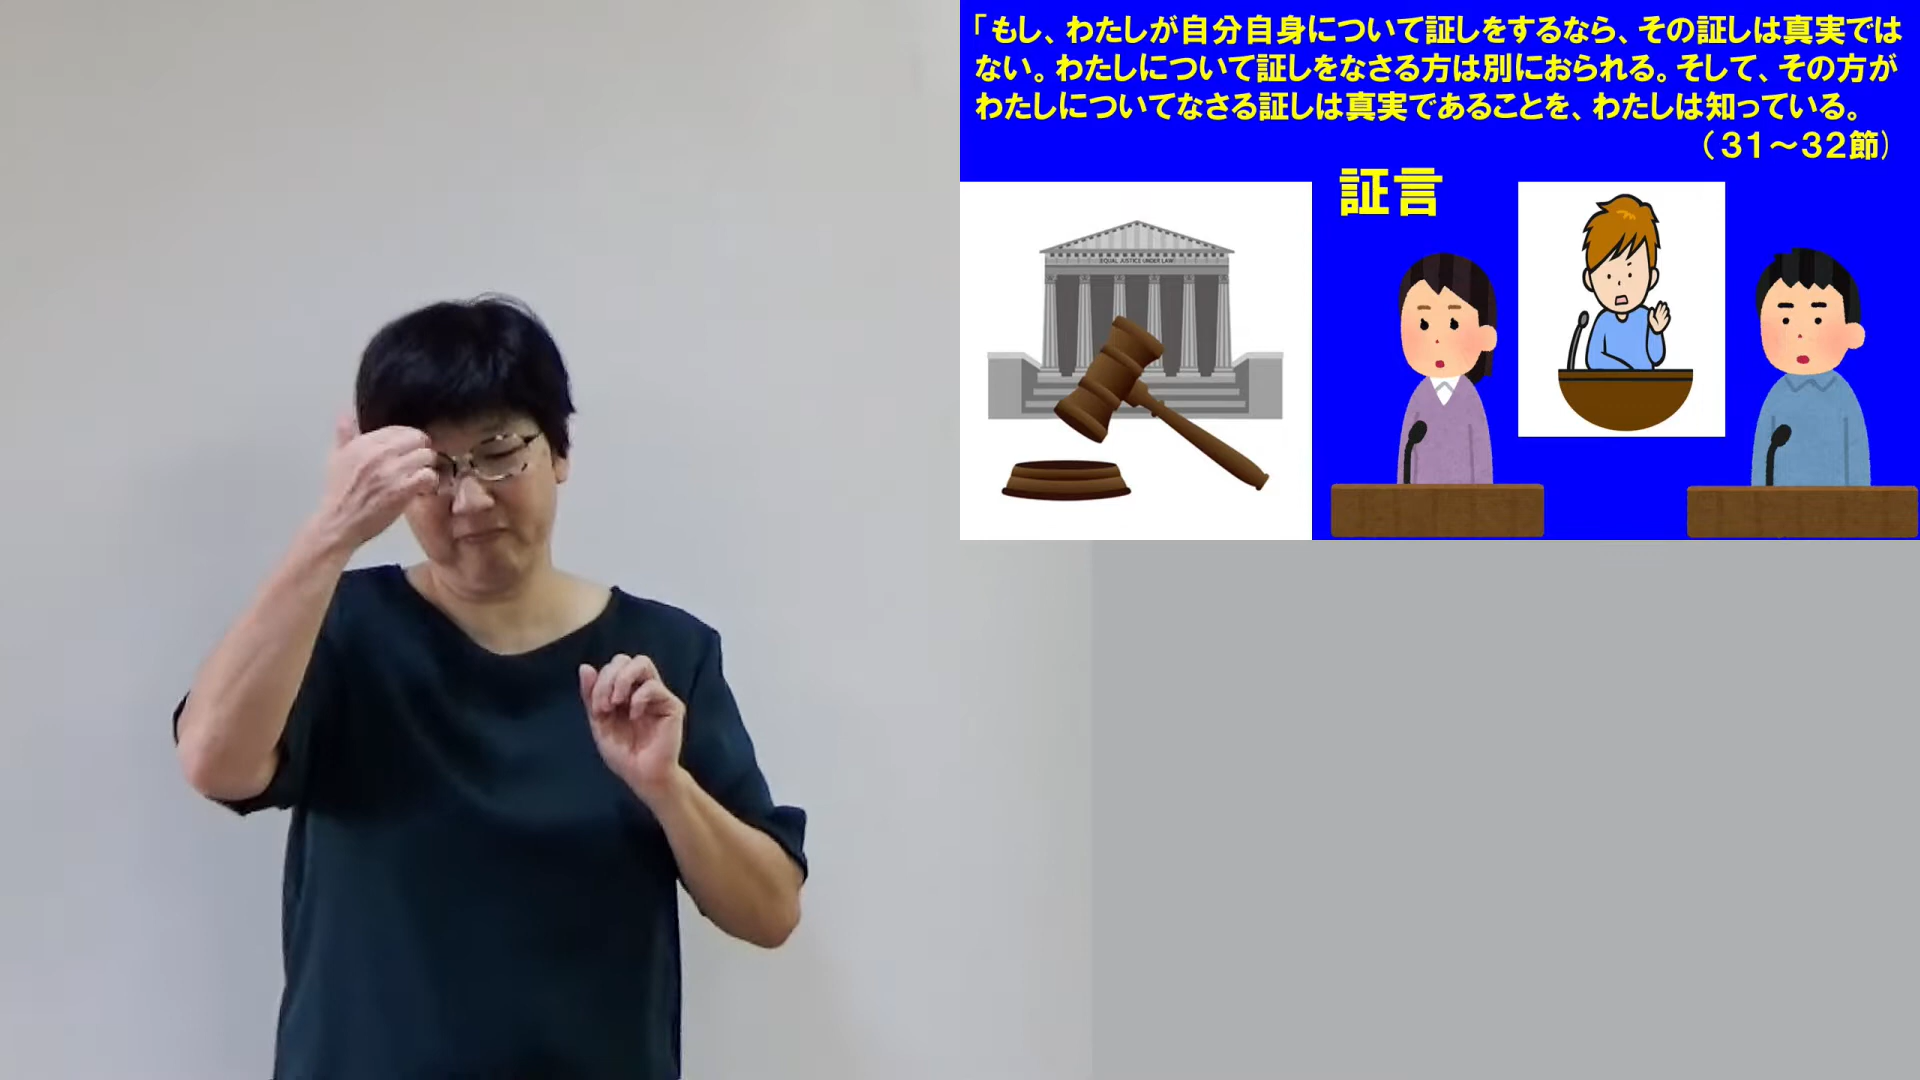 「もし、わたしが自分自身について証しをするなら、その証しは真実では
ない。わたしについて証しをなさる方は別におられる。そして、その方が
わたしについてなさる証しは真実であることを、わたしは知っている。
（３１～３２節）
証言
EQUAL JUSTICE UNDER LAW